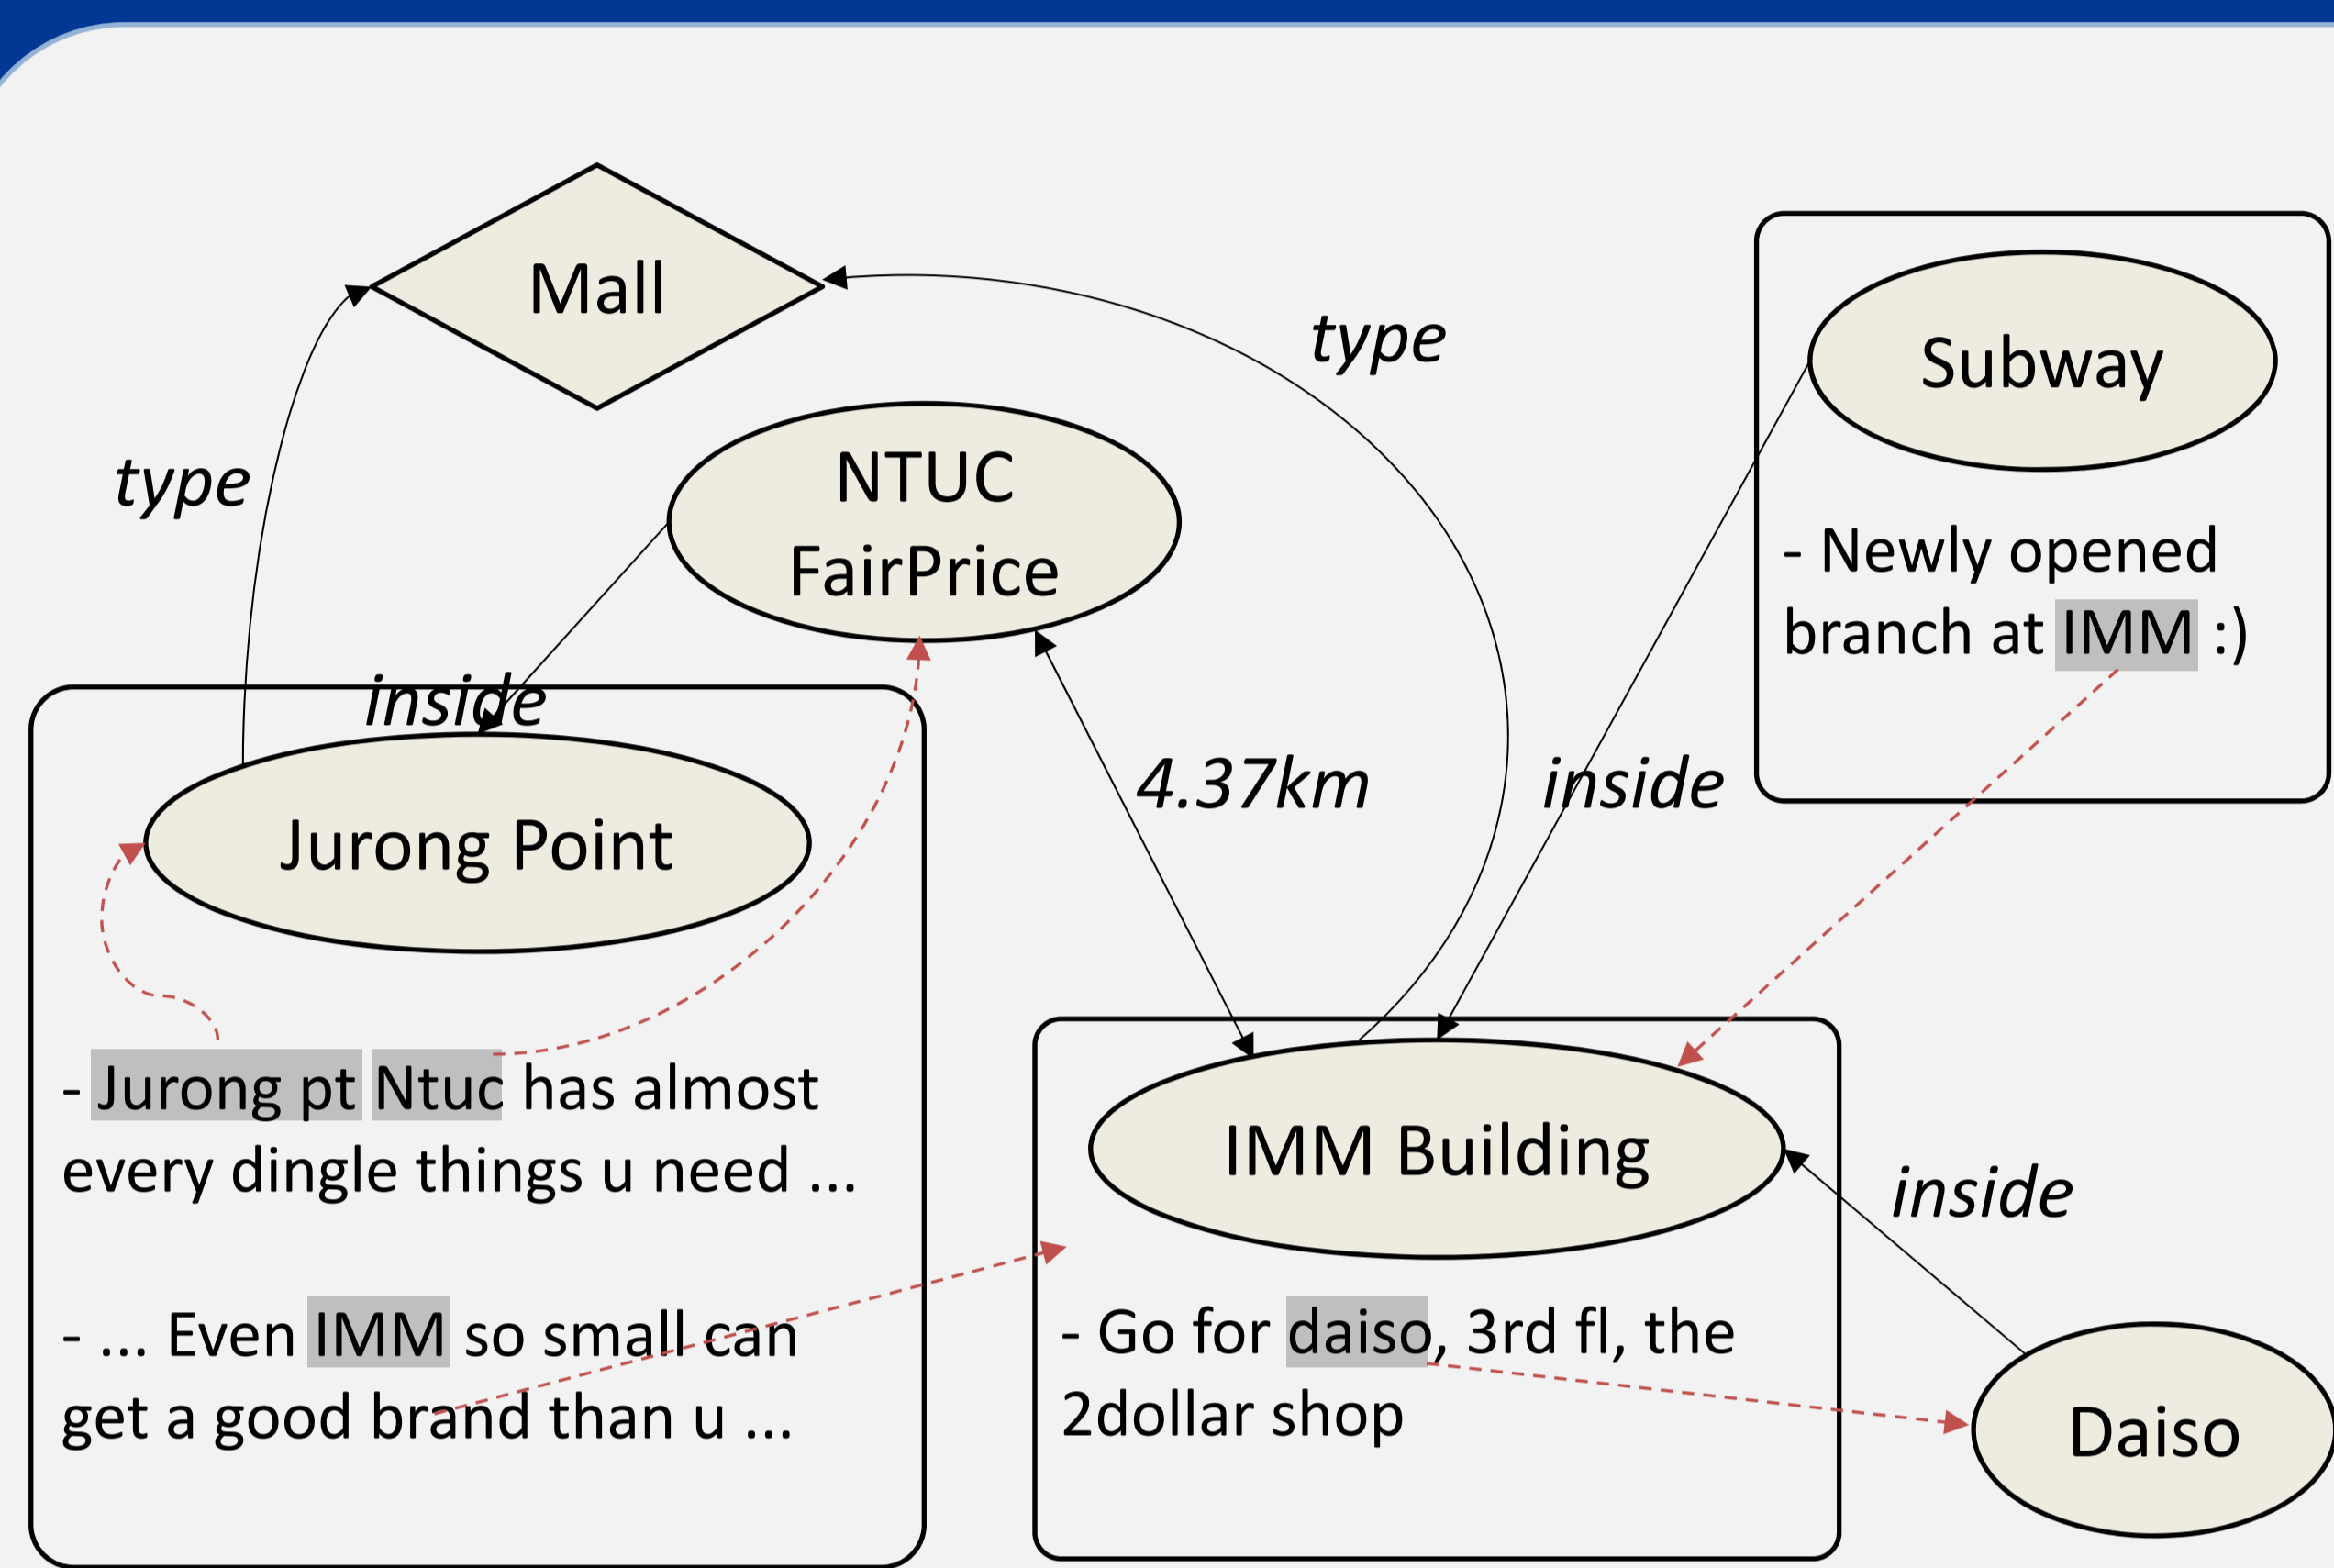 Mall
type
Subway
type
NTUC
FairPrice
- Newly opened
branch at IMM :)
inside
4.37km
inside
Jurong Point
- Jurong pt Ntuc has almost
every dingle things u need ...
IMM Building
inside
- ... Even IMM so small can
get a good brand than u ...
- Go for daiso, 3rd fl, the
2dollar shop
Daiso